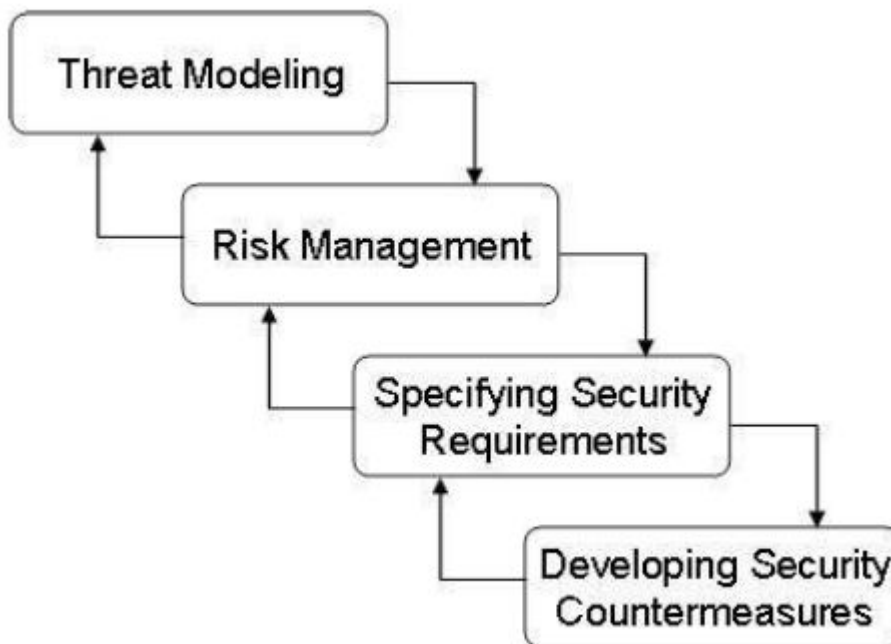 Threat Modeling
Risk Management
Specifying Security
Requirements
Developing Security
Countermeasures